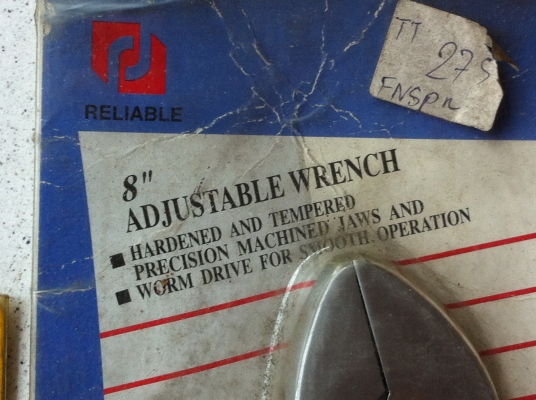 RELIABLE
TT
275
FNSPN
8"
ADJUSTABLE WRENCH
■ HARDENED AND TEMPERED
PRECISION MACHINED JAWS AND
■ WORM DRIVE FOR SMOOTH OPERATION